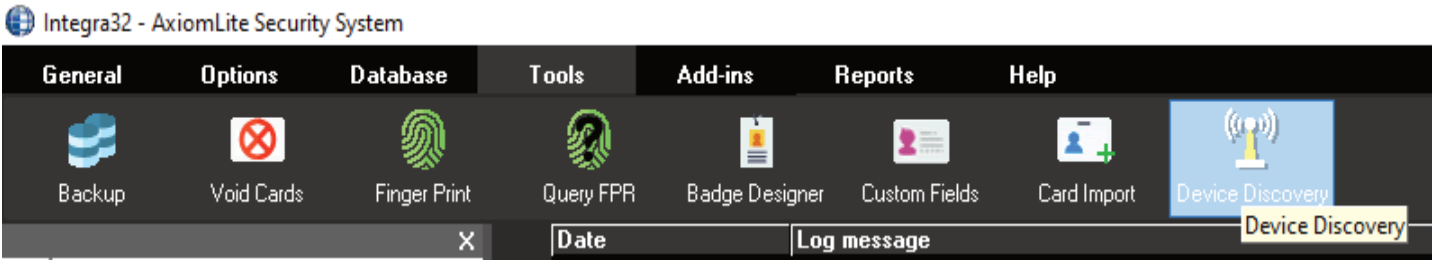 Integra32 - AxiomLite Security System
General Options Database Tools Add-ins Reports Help
Backup Void Cards Finger Print Query FPR Badge Designer Custom Fields Card Import Device Discovery
Device Discovery
X Date Log message